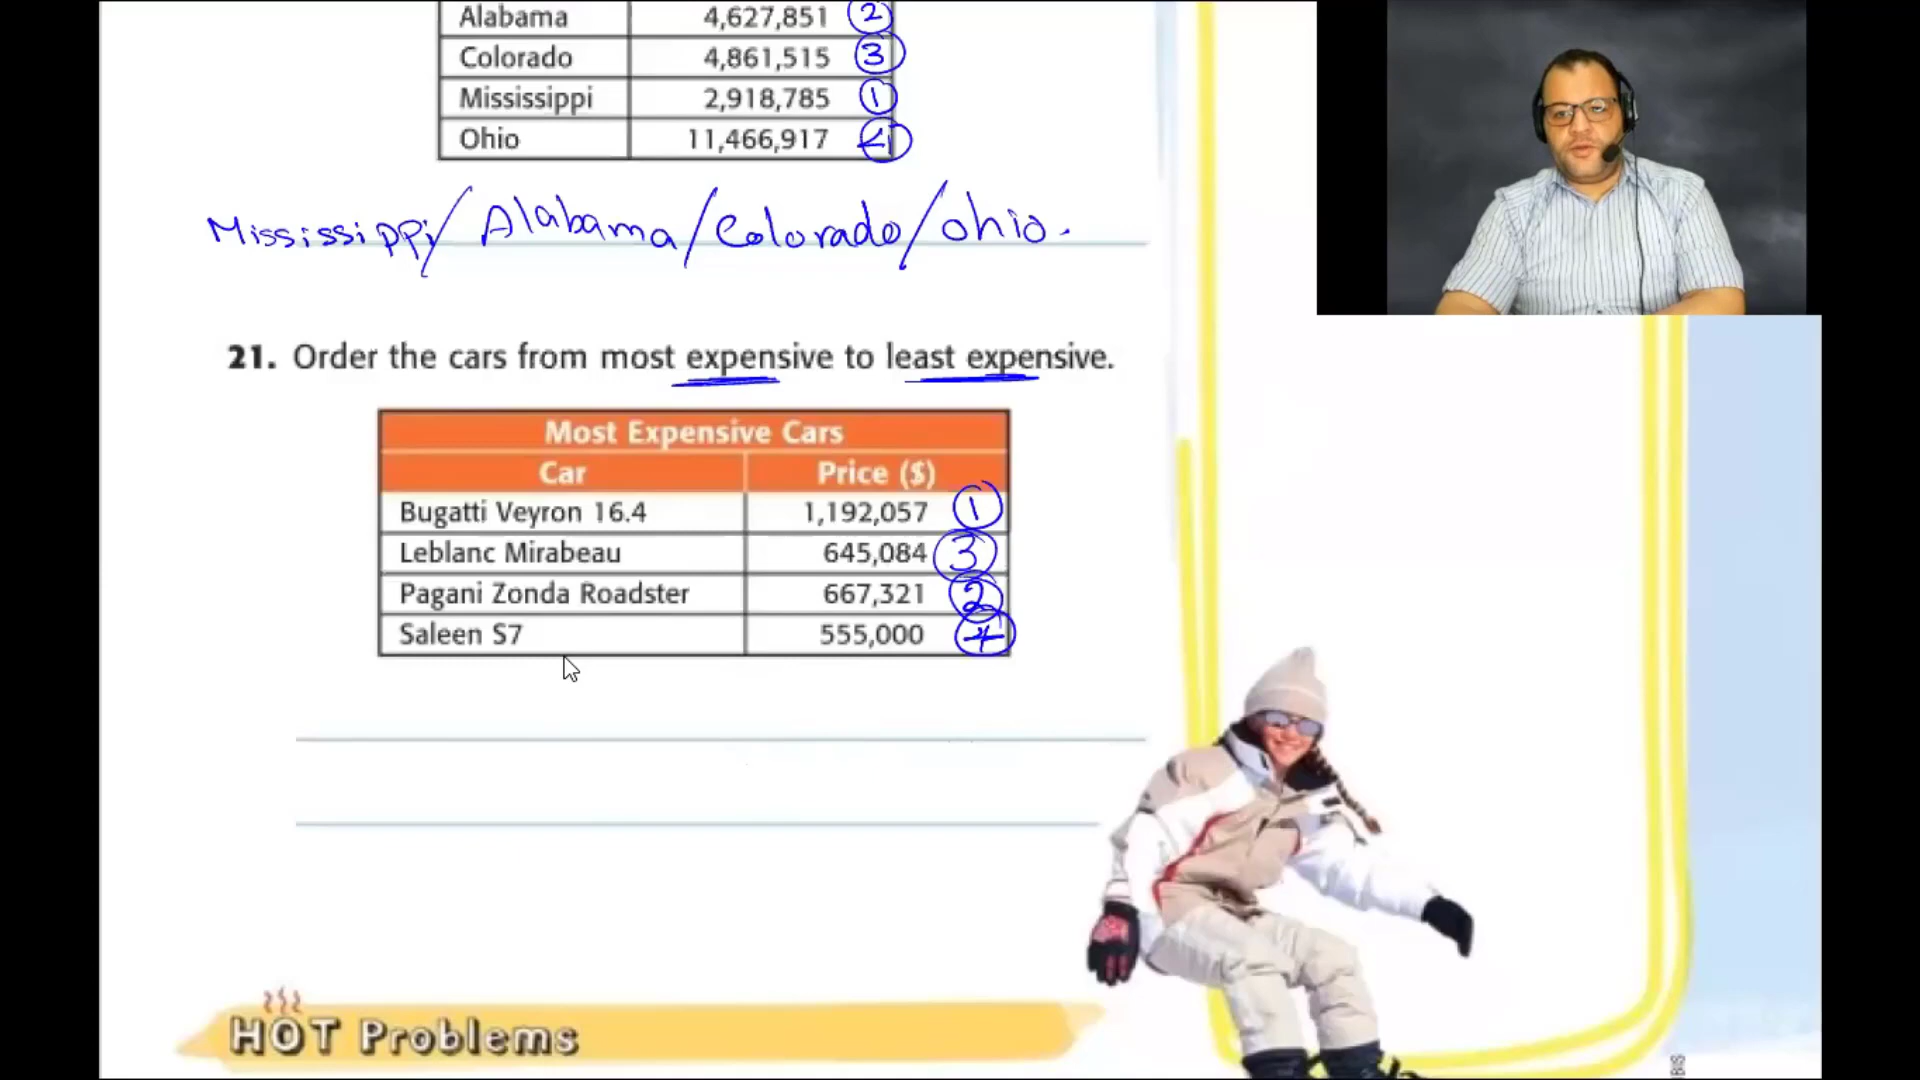 Alabama 4,627,851 2
Colorado 4,861,515 3
Mississippi 2,918,785 1
Ohio 11,466,917 4
Mississippi/Alabama/Colorado/ohio.
21. Order the cars from most expensive to least expensive.
Most Expensive Cars
Car Price ($)
Bugatti Veyron 16.4 1,192,057 1
Leblanc Mirabeau 645,084 3
Pagani Zonda Roadster 667,321 2
Saleen S7 555,000 4
HOT Problems